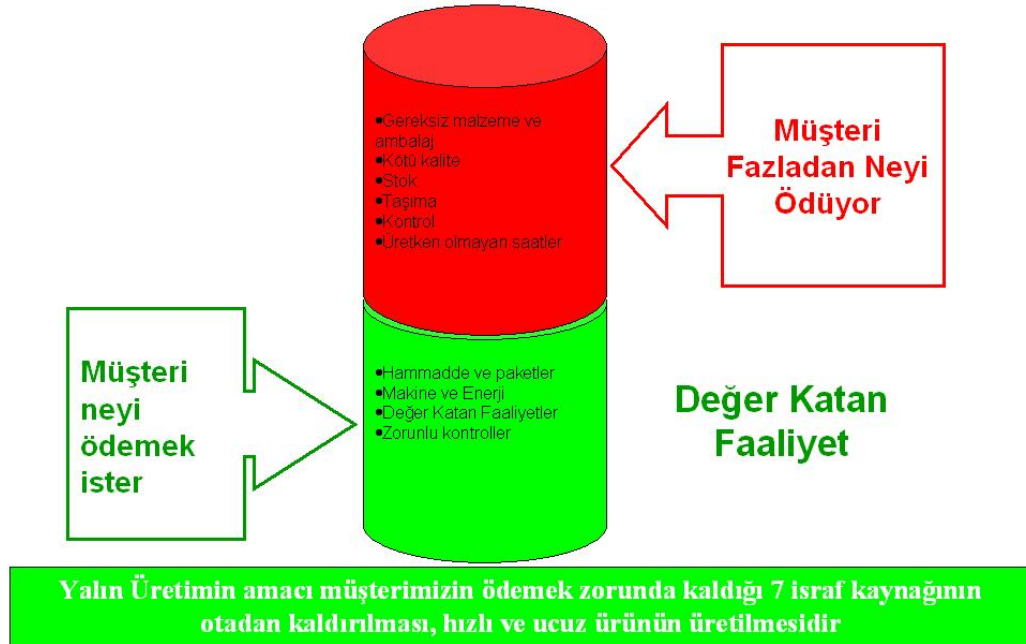 •Gereksiz malzeme ve
ambalaj
•Kötü kalite
•Stok
•Taşıma
•Kontrol
•Üretken olmayan saatler
Müşteri
Fazladan Neyi
Ödüyor
Müşteri
neyi
ödemek
ister
•Hammadde ve paketler
•Makine ve Enerji
•Değer Katan Faaliyetler
•Zorunlu kontroller
Değer Katan
Faaliyet
Yalın Üretimin amacı müşterimizin ödemek zorunda kaldığı 7 israf kaynağının
otadan kaldırılması, hızlı ve ucuz ürünün üretilmesidir